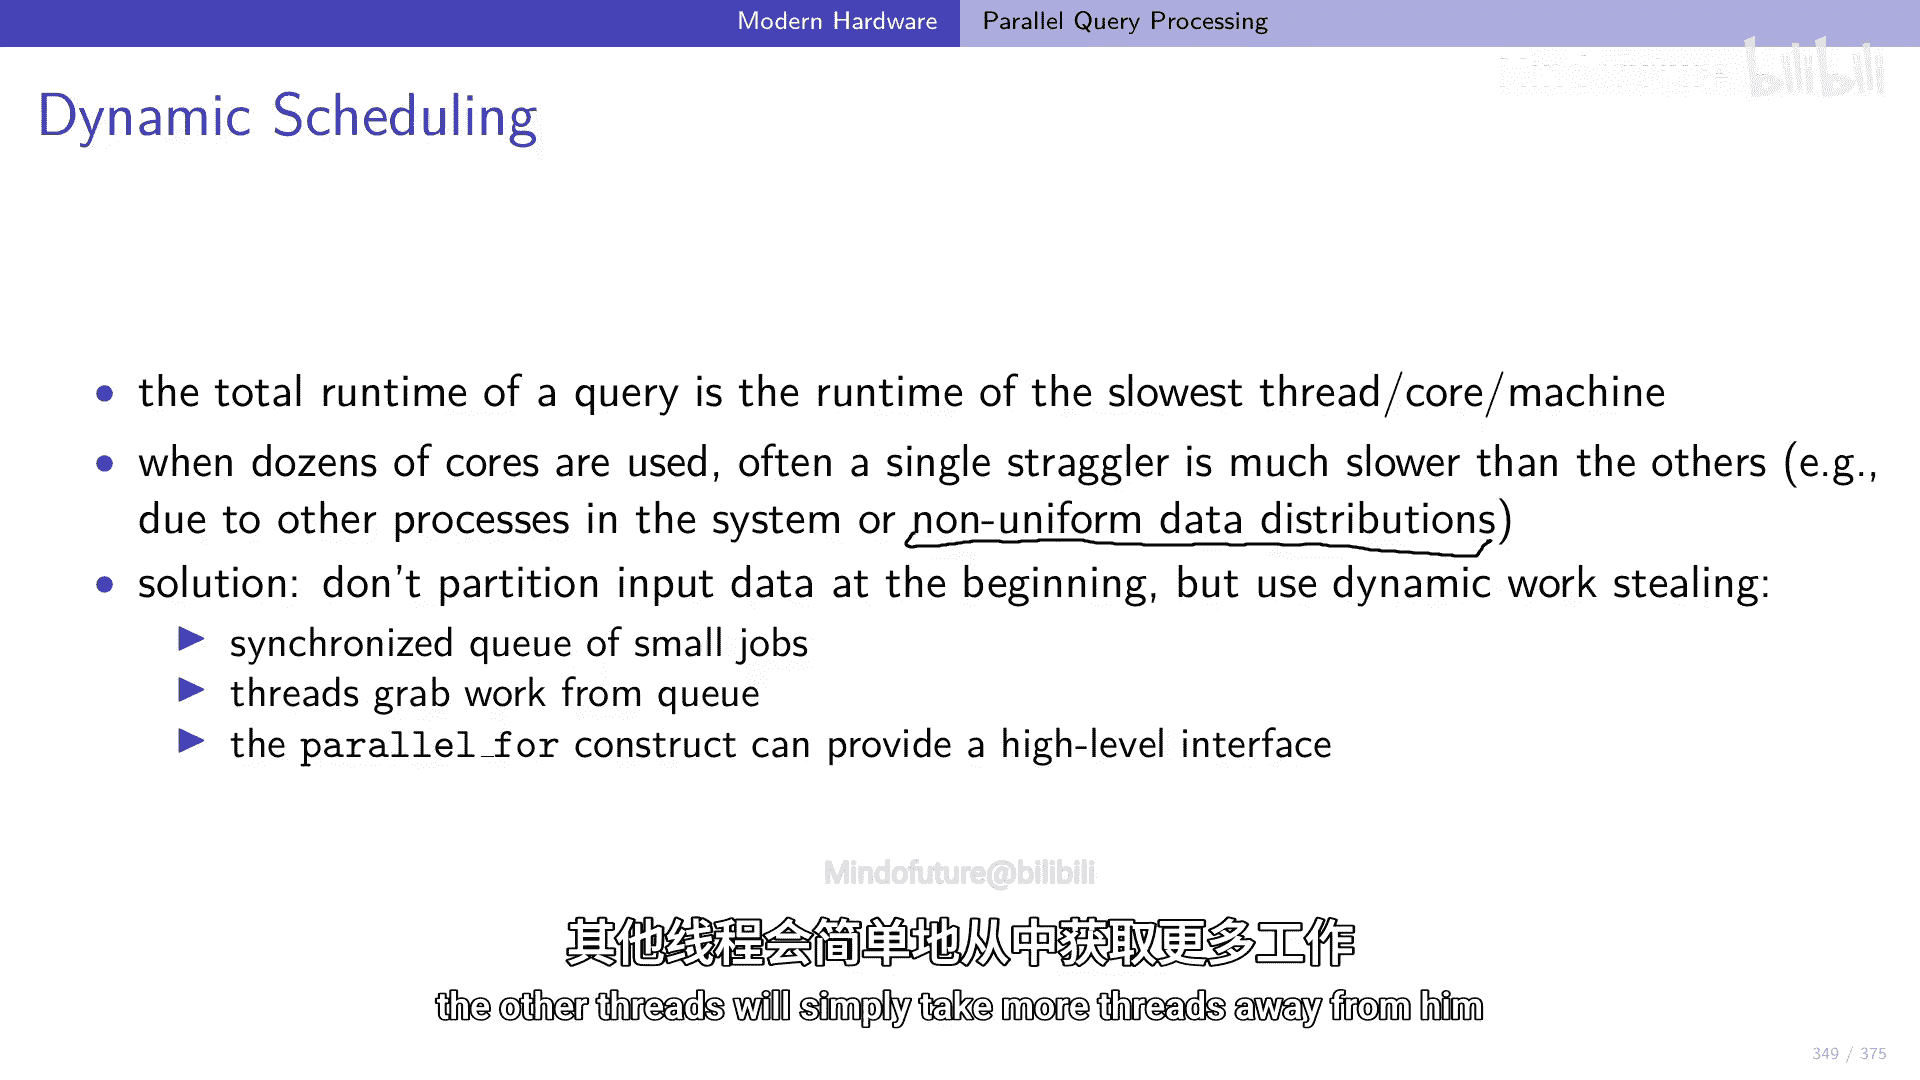 Modern Hardware Parallel Query Processing
bilibili
Dynamic Scheduling
• the total runtime of a query is the runtime of the slowest thread/core/machine
• when dozens of cores are used, often a single straggler is much slower than the others (e.g.,
due to other processes in the system or non-uniform data distributions)
• solution: don't partition input data at the beginning, but use dynamic work stealing:
▶ synchronized queue of small jobs
▶ threads grab work from queue
▶ the parallel_for construct can provide a high-level interface
Mindofuture@bilibili
其他线程会简单地从中获取更多工作
the other threads will simply take more threads away from him
349 / 375